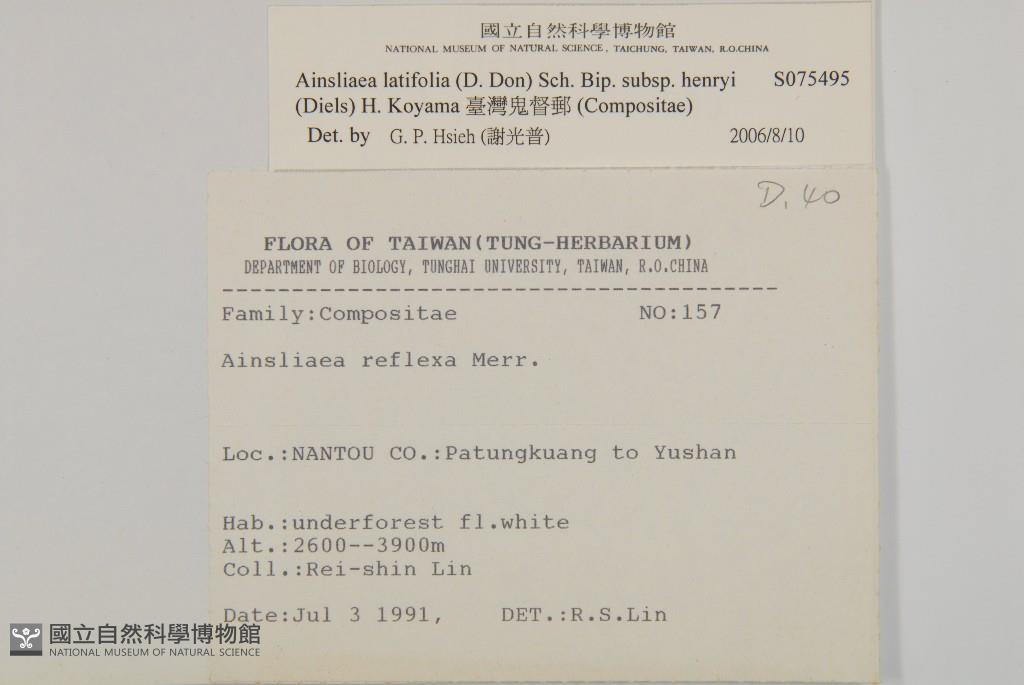 國立自然科學博物館
NATIONAL MUSEUM OF NATURAL SCIENCE, TAICHUNG, TAIWAN, R.O.CHINA
Ainsliaea latifolia (D. Don) Sch. Bip. subsp. henryi S075495
(Diels) H. Koyama 臺灣鬼督郵 (Compositae)
Det. by G. P. Hsieh (謝光普) 2006/8/10
D. 40
FLORA OF TAIWAN(TUNG-HERBARIUM)
DEPARTMENT OF BIOLOGY, TUNGHAI UNIVERSITY, TAIWAN, R.O.CHINA
----------------------------------------
Family:Compositae NO:157
Ainsliaea reflexa Merr.
Loc.:NANTOU CO.:Patungkuang to Yushan
Hab.:underforest fl.white
Alt.:2600--3900m
Coll.:Rei-shin Lin
Date:Jul 3 1991, DET.:R.S.Lin
國立自然科學博物館
NATIONAL MUSEUM OF NATURAL SCIENCE